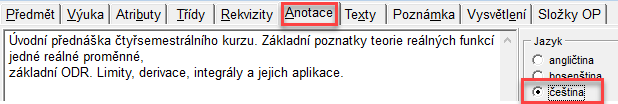 Předmět Výuka Atributy Třídy Rekvizity Anotace Texty Poznámka Vysvětlení Složky OP
Úvodní přednáška čtyřsemestrálního kurzu. Základní poznatky teorie reálných funkcí
jedné reálné proměnné,
základní ODR. Limity, derivace, integrály a jejich aplikace.
Jazyk
angličtina
bosenština
čeština